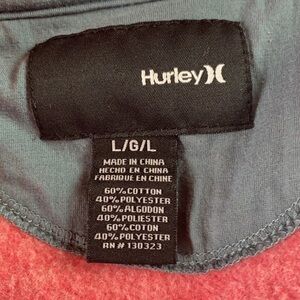 Hurley
L/G/L
MADE IN CHINA
HECHO EN CHINA
FABRIQUE EN CHINE
60% COTTON
40% POLYESTER
60% ALGODON
40% POLIESTER
60% COTON
40% POLYESTER
RN # 130323